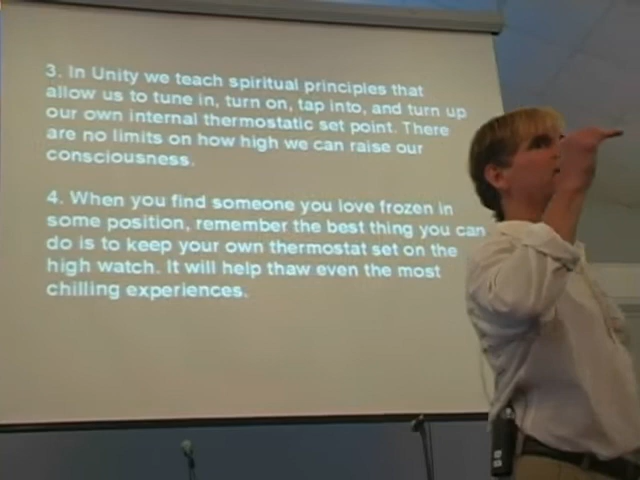 3. In Unity we teach spiritual principles that
allow us to tune in, turn on, tap into, and turn up
our own internal thermostatic set point. There
are no limits on how high we can raise our
consciousness.
4. When you find someone you love frozen in
some position, remember the best thing you can
do is to keep your own thermostat set on the
high watch. It will help thaw even the most
chilling experiences.